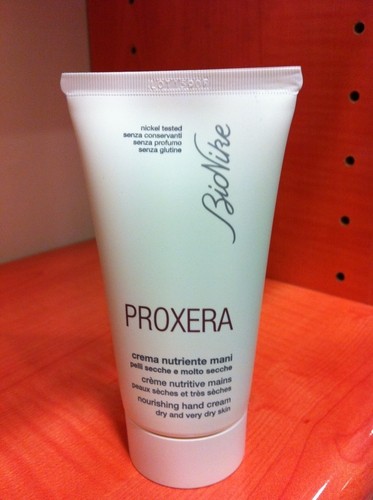 nickel tested
senza conservanti
senza profumo
senza glutine
BioNike
PROXERA
crema nutriente mani
pelli secche e molto secche
crème nutritive mains
peaux sèches et très sèches
nourishing hand cream
dry and very dry skin